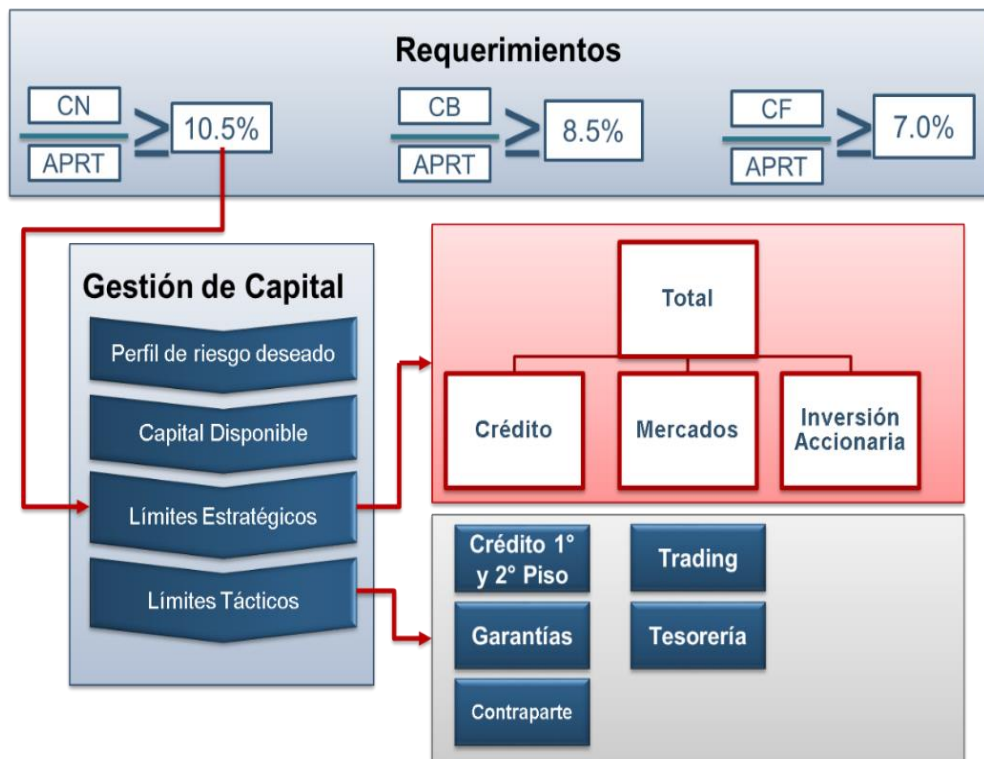 Requerimientos
CN
APRT
≥
10.5%
CB
APRT
≥
8.5%
CF
APRT
≥
7.0%
Gestión de Capital
Perfil de riesgo deseado
Capital Disponible
Límites Estratégicos
Límites Tácticos
Total
Crédito
Mercados
Inversión
Accionaria
Crédito 1°
y 2° Piso
Trading
Garantías
Tesorería
Contraparte